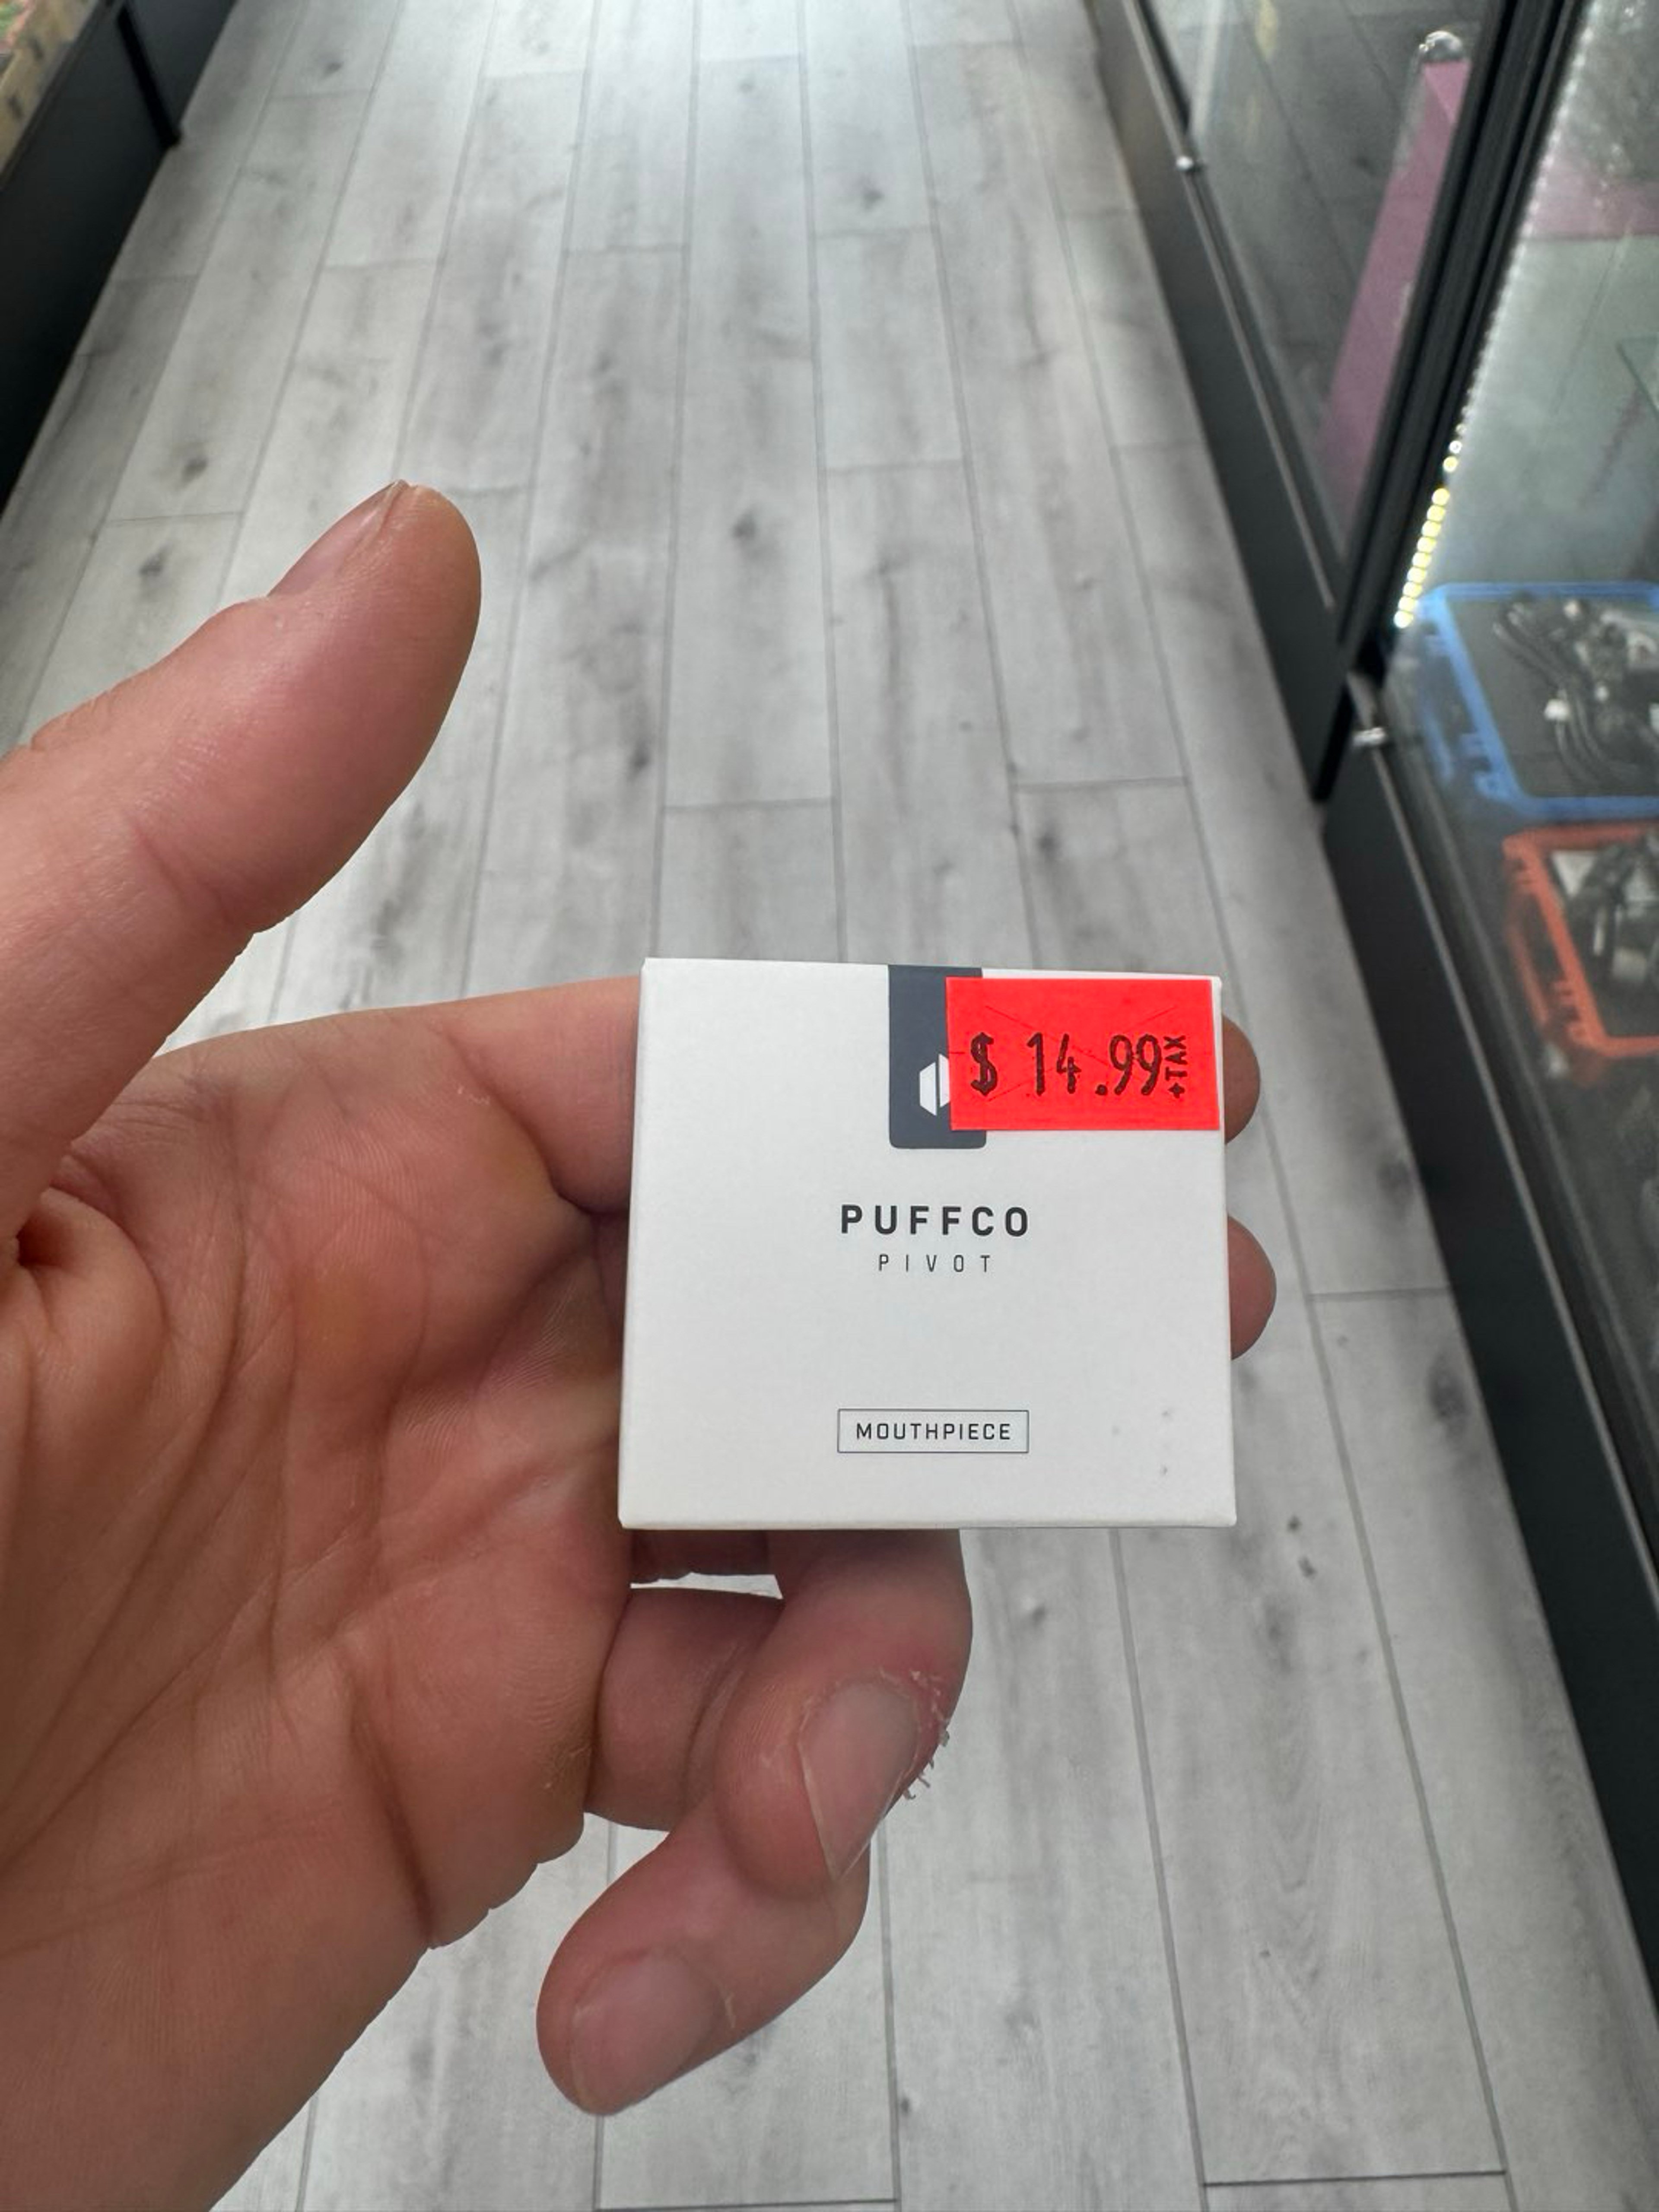 $ 14.99 +TAX
PUFFCO
PIVOT
MOUTHPIECE